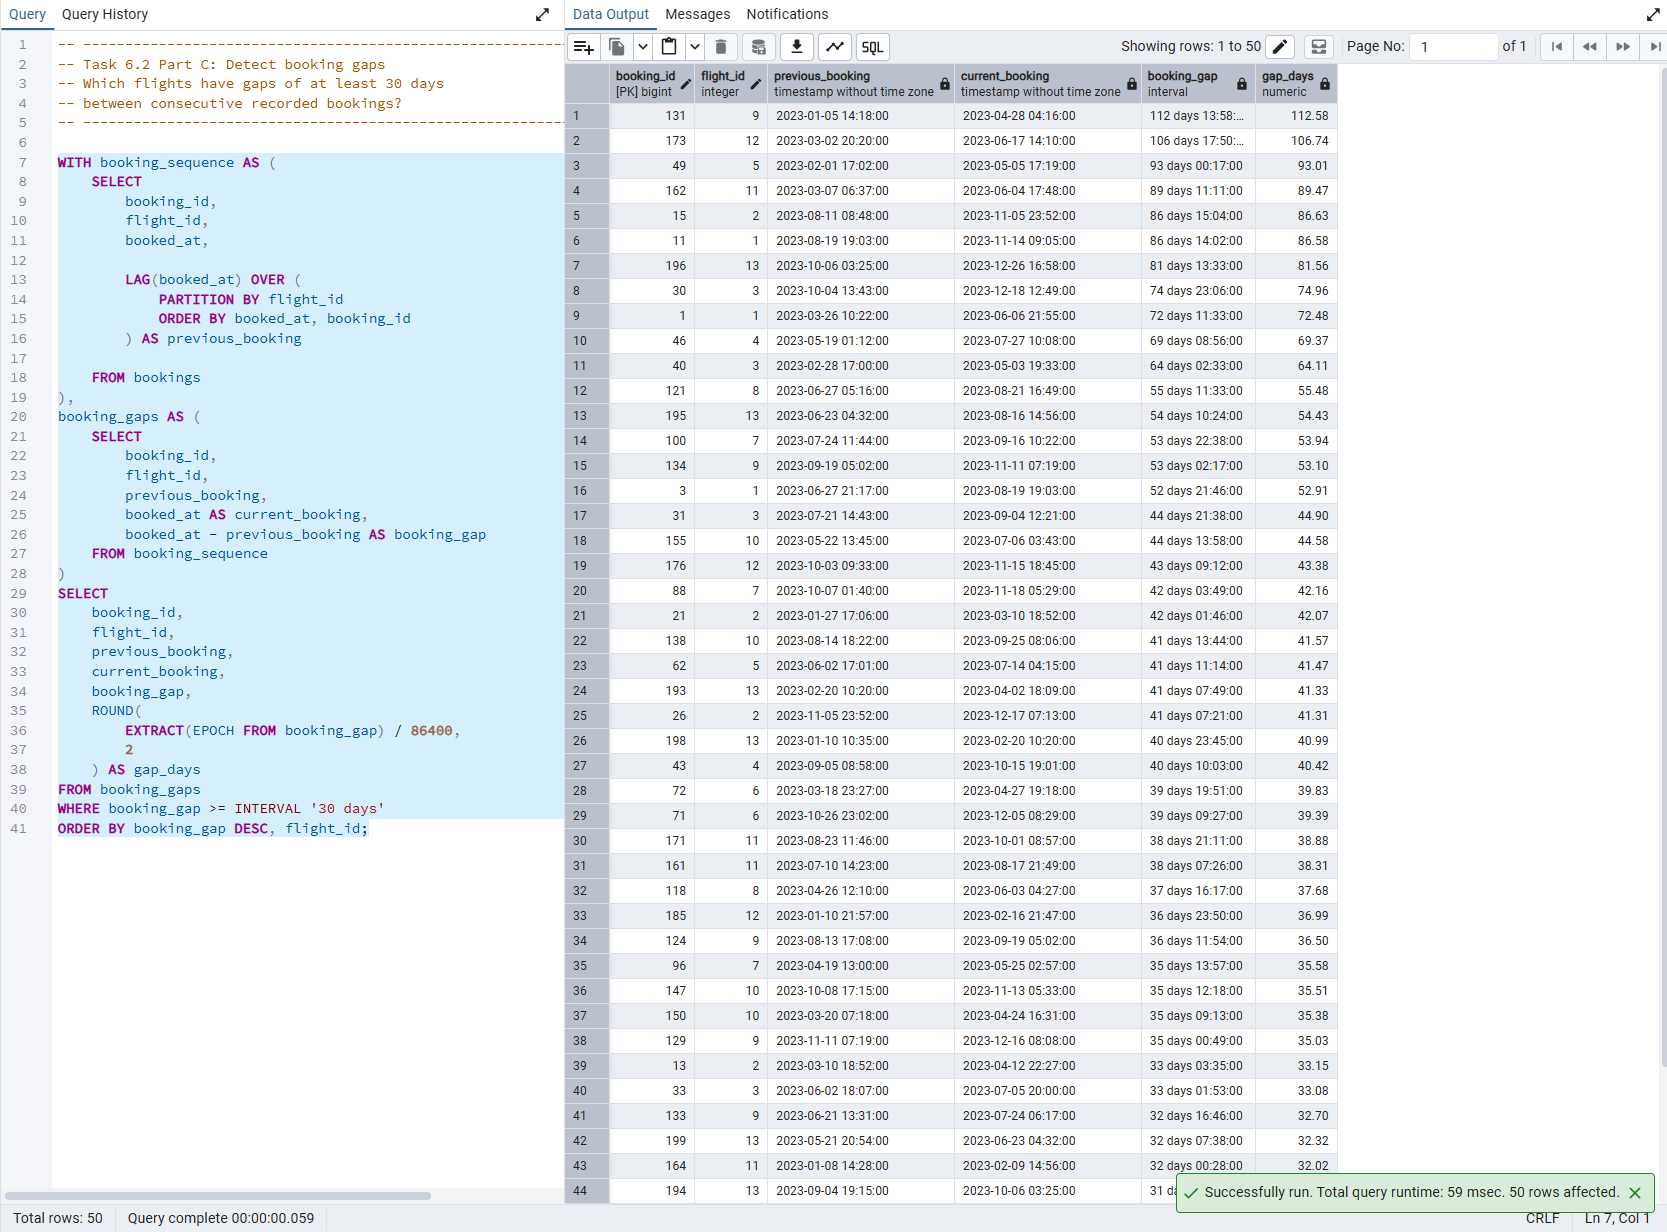 Query Query History
-- ----------------------------------------------------------
-- Task 6.2 Part C: Detect booking gaps
-- Which flights have gaps of at least 30 days
-- between consecutive recorded bookings?
-- ----------------------------------------------------------
WITH booking_sequence AS (
SELECT
booking_id,
flight_id,
booked_at,
LAG(booked_at) OVER (
PARTITION BY flight_id
ORDER BY booked_at, booking_id
) AS previous_booking
FROM bookings
),
booking_gaps AS (
SELECT
booking_id,
flight_id,
previous_booking,
booked_at AS current_booking,
booked_at - previous_booking AS booking_gap
FROM booking_sequence
)
SELECT
booking_id,
flight_id,
previous_booking,
current_booking,
booking_gap,
ROUND(
EXTRACT(EPOCH FROM booking_gap) / 86400,
2
) AS gap_days
FROM booking_gaps
WHERE booking_gap >= INTERVAL '30 days'
ORDER BY booking_gap DESC, flight_id;
Data Output Messages Notifications
SQL Showing rows: 1 to 50 Page No: 1 of 1
booking_id flight_id previous_booking current_booking booking_gap gap_days
[PK] bigint integer timestamp without time zone timestamp without time zone interval numeric
1 131 9 2023-01-05 14:18:00 2023-04-28 04:16:00 112 days 13:58:... 112.58
2 173 12 2023-03-02 20:20:00 2023-06-17 14:10:00 106 days 17:50:... 106.74
3 49 5 2023-02-01 17:02:00 2023-05-05 17:19:00 93 days 00:17:00 93.01
4 162 11 2023-03-07 06:37:00 2023-06-04 17:48:00 89 days 11:11:00 89.47
5 15 2 2023-08-11 08:48:00 2023-11-05 23:52:00 86 days 15:04:00 86.63
6 11 1 2023-08-19 19:03:00 2023-11-14 09:05:00 86 days 14:02:00 86.58
7 196 13 2023-10-06 03:25:00 2023-12-26 16:58:00 81 days 13:33:00 81.56
8 30 3 2023-10-04 13:43:00 2023-12-18 12:49:00 74 days 23:06:00 74.96
9 1 1 2023-03-26 10:22:00 2023-06-06 21:55:00 72 days 11:33:00 72.48
10 46 4 2023-05-19 01:12:00 2023-07-27 10:08:00 69 days 08:56:00 69.37
11 40 3 2023-02-28 17:00:00 2023-05-03 19:33:00 64 days 02:33:00 64.11
12 121 8 2023-06-27 05:16:00 2023-08-21 16:49:00 55 days 11:33:00 55.48
13 195 13 2023-06-23 04:32:00 2023-08-16 14:56:00 54 days 10:24:00 54.43
14 100 7 2023-07-24 11:44:00 2023-09-16 10:22:00 53 days 22:38:00 53.94
15 134 9 2023-09-19 05:02:00 2023-11-11 07:19:00 53 days 02:17:00 53.10
16 3 1 2023-06-27 21:17:00 2023-08-19 19:03:00 52 days 21:46:00 52.91
17 31 3 2023-07-21 14:43:00 2023-09-04 12:21:00 44 days 21:38:00 44.90
18 155 10 2023-05-22 13:45:00 2023-07-06 03:43:00 44 days 13:58:00 44.58
19 176 12 2023-10-03 09:33:00 2023-11-15 18:45:00 43 days 09:12:00 43.38
20 88 7 2023-10-07 01:40:00 2023-11-18 05:29:00 42 days 03:49:00 42.16
21 21 2 2023-01-27 17:06:00 2023-03-10 18:52:00 42 days 01:46:00 42.07
22 138 10 2023-08-14 18:22:00 2023-09-25 08:06:00 41 days 13:44:00 41.57
23 62 5 2023-06-02 17:01:00 2023-07-14 04:15:00 41 days 11:14:00 41.47
24 193 13 2023-02-20 10:20:00 2023-04-02 18:09:00 41 days 07:49:00 41.33
25 26 2 2023-11-05 23:52:00 2023-12-17 07:13:00 41 days 07:21:00 41.31
26 198 13 2023-01-10 10:35:00 2023-02-20 10:20:00 40 days 23:45:00 40.99
27 43 4 2023-09-05 08:58:00 2023-10-15 19:01:00 40 days 10:03:00 40.42
28 72 6 2023-03-18 23:27:00 2023-04-27 19:18:00 39 days 19:51:00 39.83
29 71 6 2023-10-26 23:02:00 2023-12-05 08:29:00 39 days 09:27:00 39.39
30 171 11 2023-08-23 11:46:00 2023-10-01 08:57:00 38 days 21:11:00 38.88
31 161 11 2023-07-10 14:23:00 2023-08-17 21:49:00 38 days 07:26:00 38.31
32 118 8 2023-04-26 12:10:00 2023-06-03 04:27:00 37 days 16:17:00 37.68
33 185 12 2023-01-10 21:57:00 2023-02-16 21:47:00 36 days 23:50:00 36.99
34 124 9 2023-08-13 17:08:00 2023-09-19 05:02:00 36 days 11:54:00 36.50
35 96 7 2023-04-19 13:00:00 2023-05-25 02:57:00 35 days 13:57:00 35.58
36 147 10 2023-10-08 17:15:00 2023-11-13 05:33:00 35 days 12:18:00 35.51
37 150 10 2023-03-20 07:18:00 2023-04-24 16:31:00 35 days 09:13:00 35.38
38 129 9 2023-11-11 07:19:00 2023-12-16 08:08:00 35 days 00:49:00 35.03
39 13 2 2023-03-10 18:52:00 2023-04-12 22:27:00 33 days 03:35:00 33.15
40 33 3 2023-06-02 18:07:00 2023-07-05 20:00:00 33 days 01:53:00 33.08
41 133 9 2023-06-21 13:31:00 2023-07-24 06:17:00 32 days 16:46:00 32.70
42 199 13 2023-05-21 20:54:00 2023-06-23 04:32:00 32 days 07:38:00 32.32
43 164 11 2023-01-08 14:28:00 2023-02-09 14:56:00 32 days 00:28:00 32.02
44 194 13 2023-09-04 19:15:00 2023-10-06 03:25:00 31 d
Successfully run. Total query runtime: 59 msec. 50 rows affected.
Total rows: 50 Query complete 00:00:00.059 CRLF Ln 7, Col 1